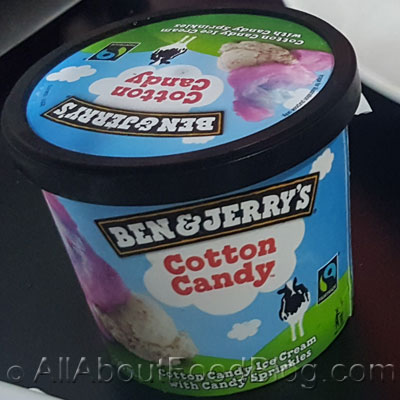 Cotton Candy Ice Cream
with Candy Sprinkles
Cotton
Candy
BEN & JERRY'S
BEN & JERRY'S
Cotton
Candy
FAIRTRADE
Cotton Candy Ice Cream
with Candy Sprinkles
© AllAboutFoodBlog.com